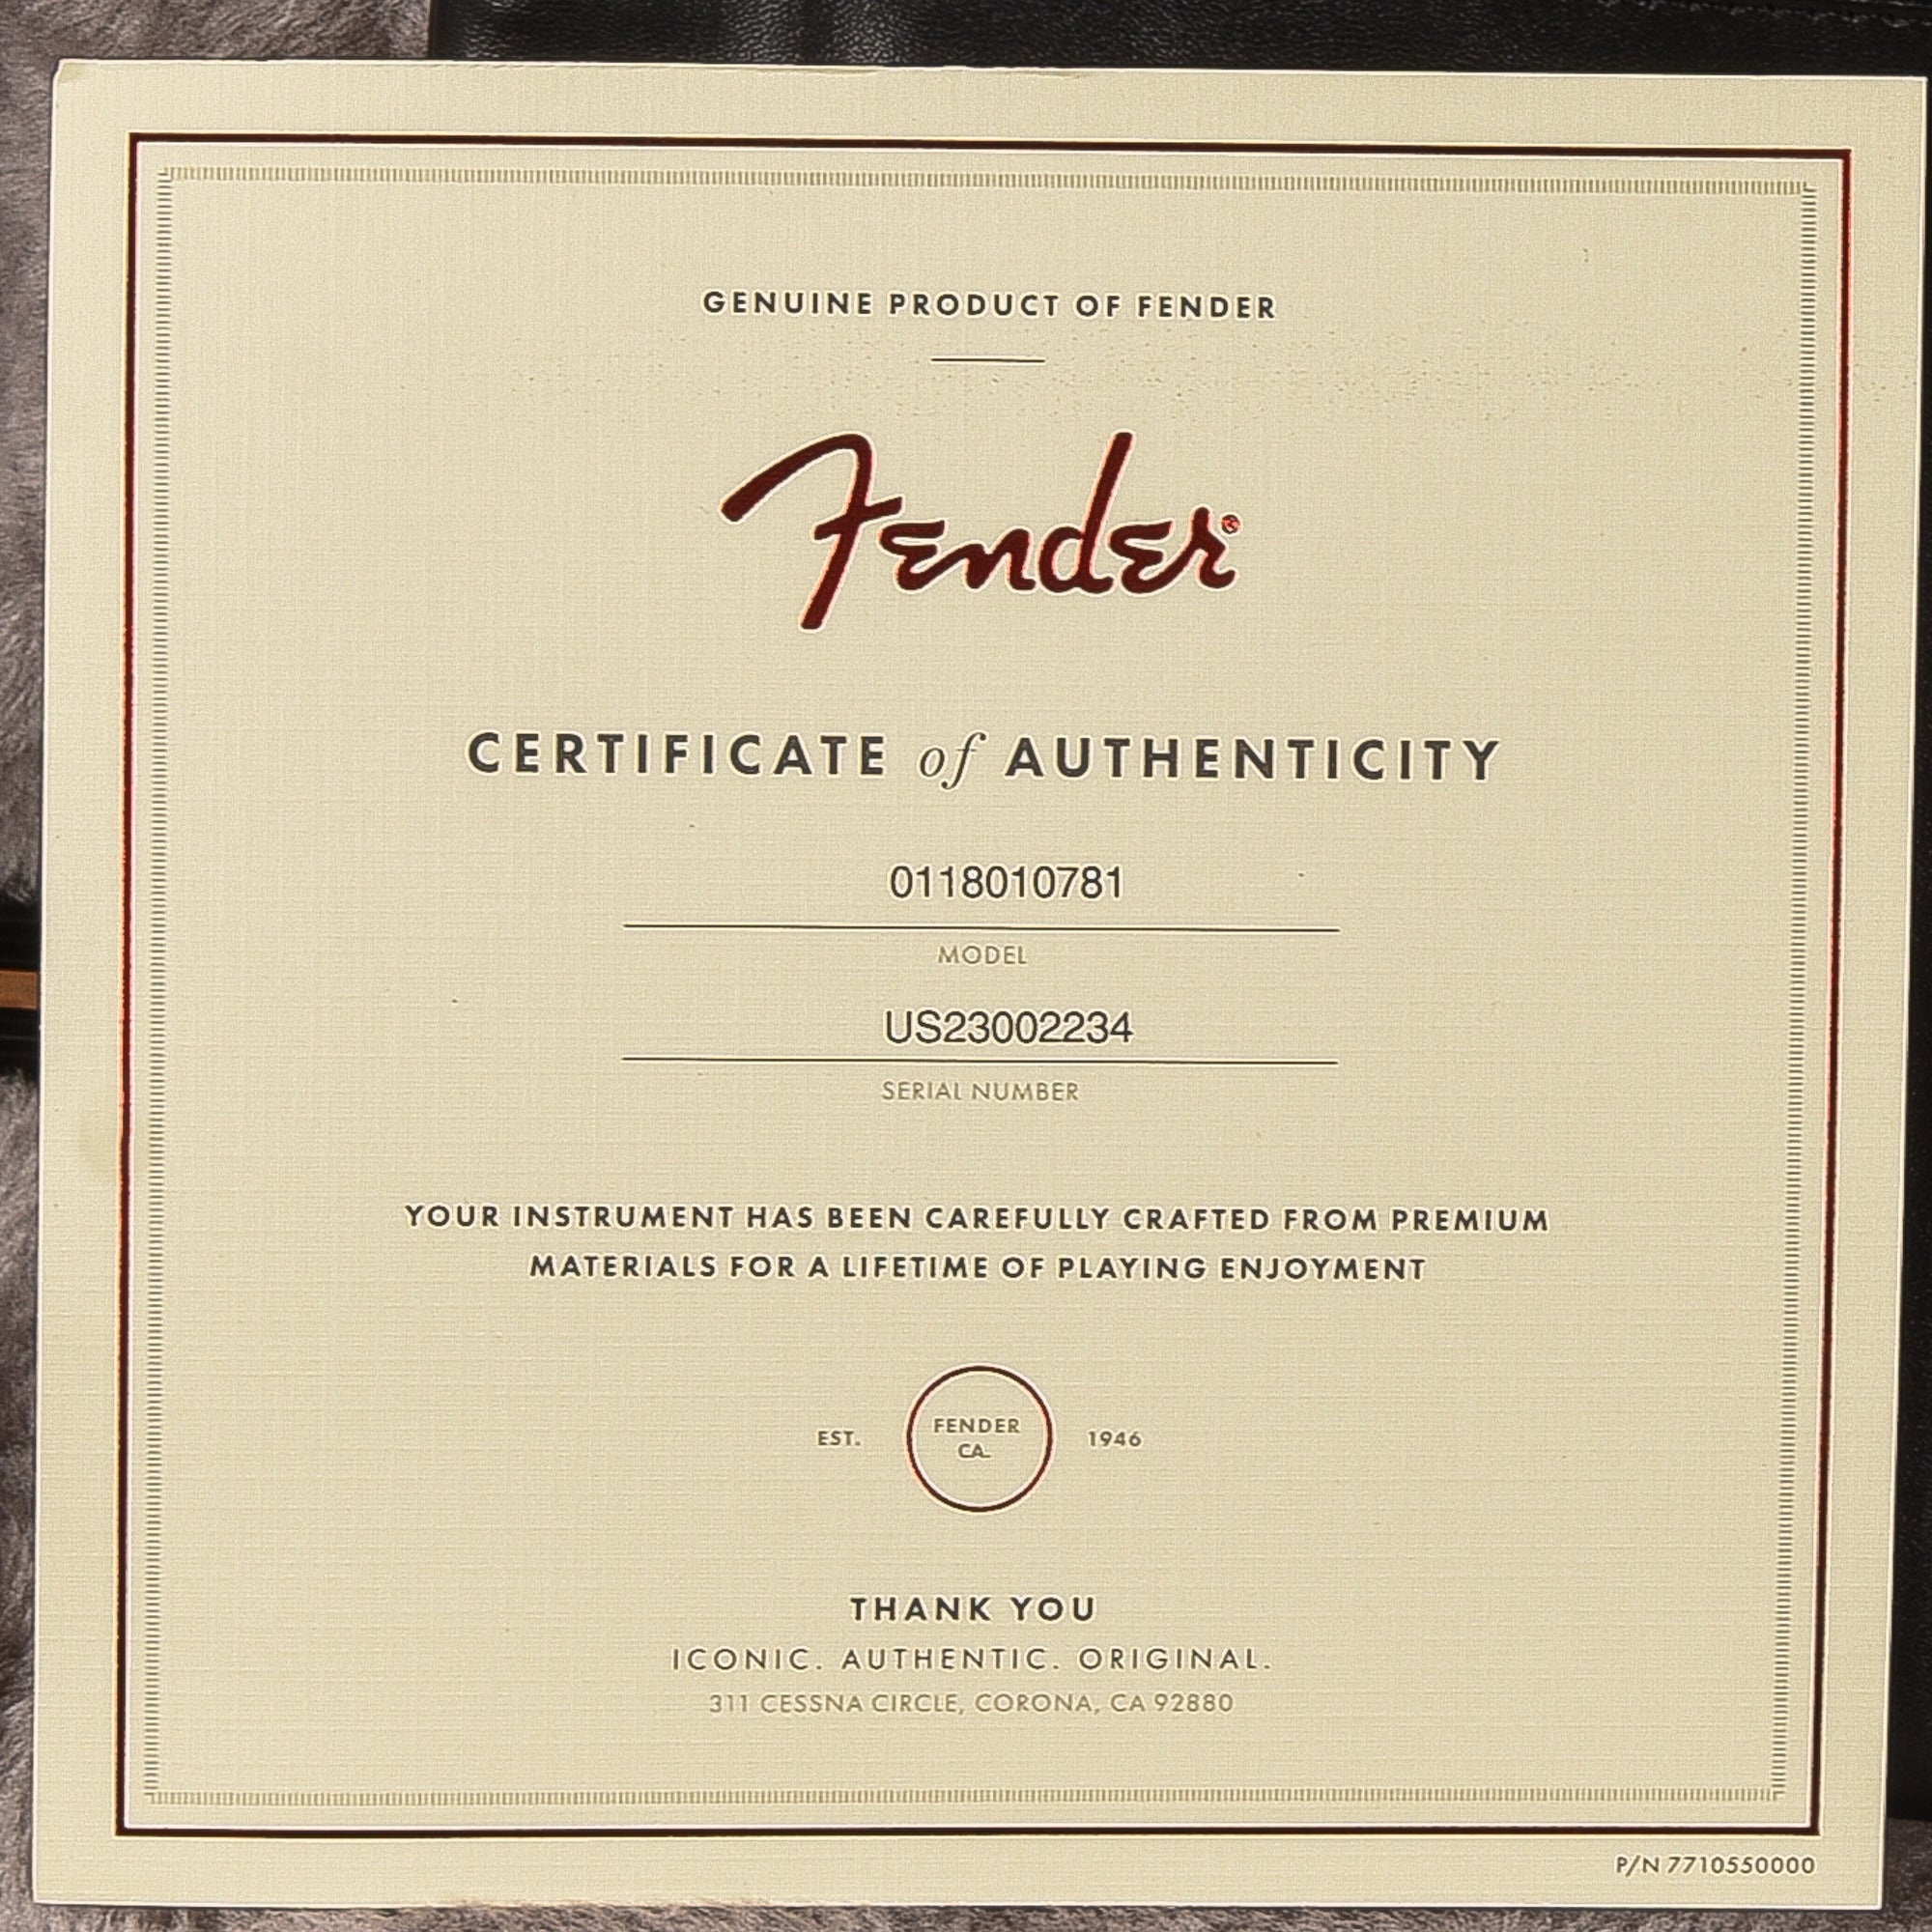 GENUINE PRODUCT OF FENDER
Fender®
CERTIFICATE of AUTHENTICITY
0118010781
MODEL
US23002234
SERIAL NUMBER
YOUR INSTRUMENT HAS BEEN CAREFULLY CRAFTED FROM PREMIUM
MATERIALS FOR A LIFETIME OF PLAYING ENJOYMENT
EST. FENDER 1946
CA.
THANK YOU
ICONIC. AUTHENTIC. ORIGINAL.
311 CESSNA CIRCLE, CORONA, CA 92880
P/N 7710550000